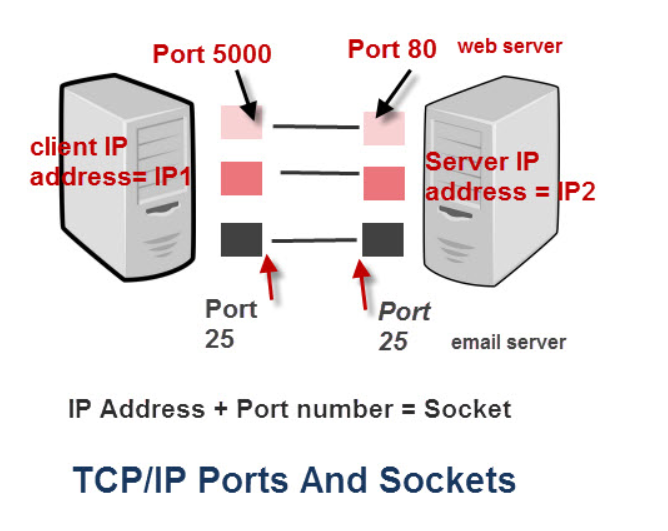 Port 5000
Port 80 web server
client IP
address= IP1
Server IP
address = IP2
Port
25
Port
25
email server
IP Address + Port number = Socket
TCP/IP Ports And Sockets